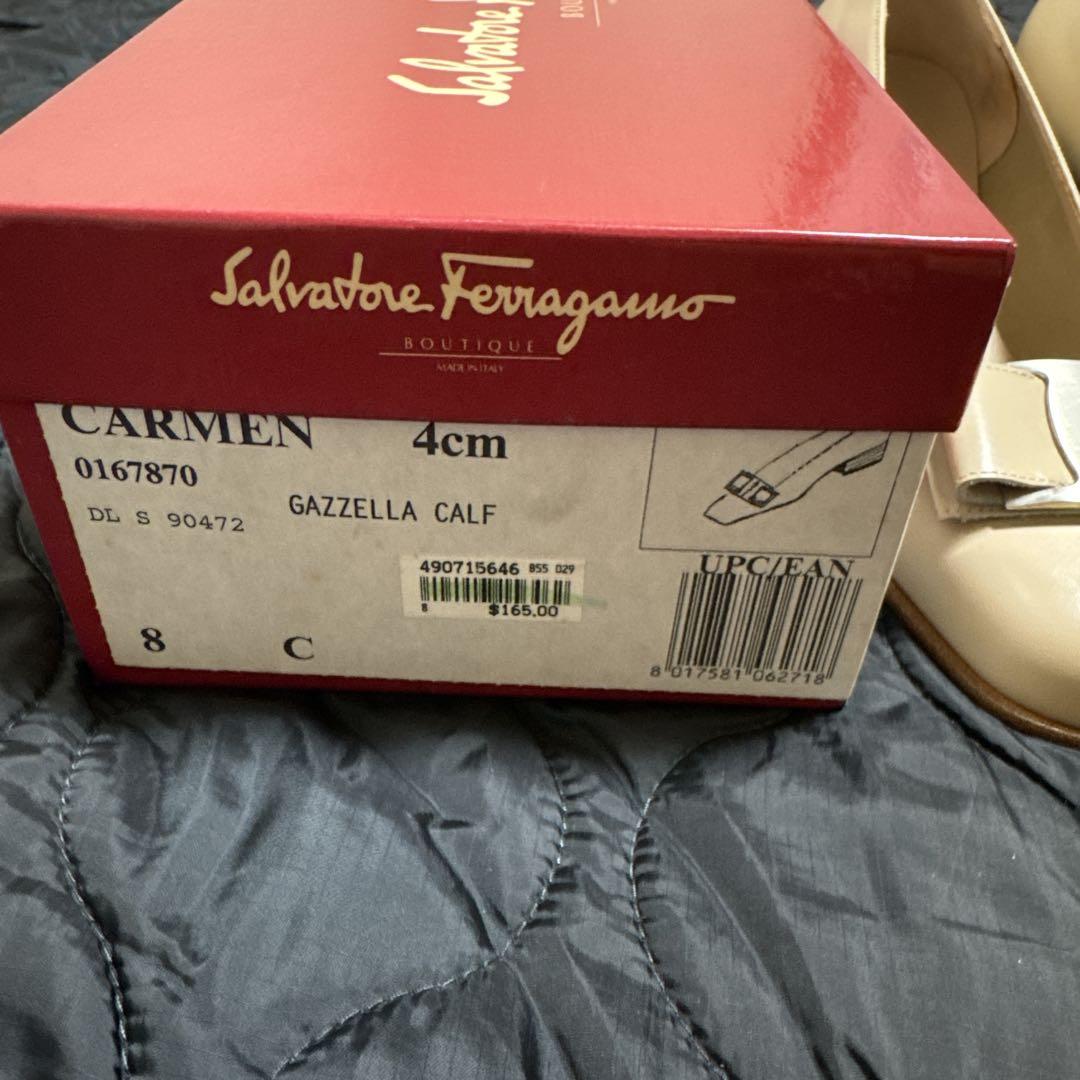 Salvatore
Salvatore Ferragamo
BOUTIQUE
MADE IN ITALY
CARMEN 4cm
0167870
DL S 90472 GAZZELLA CALF
490715646 855 029
8 $165.00
UPC/EAN
8 017581 062718
8 C